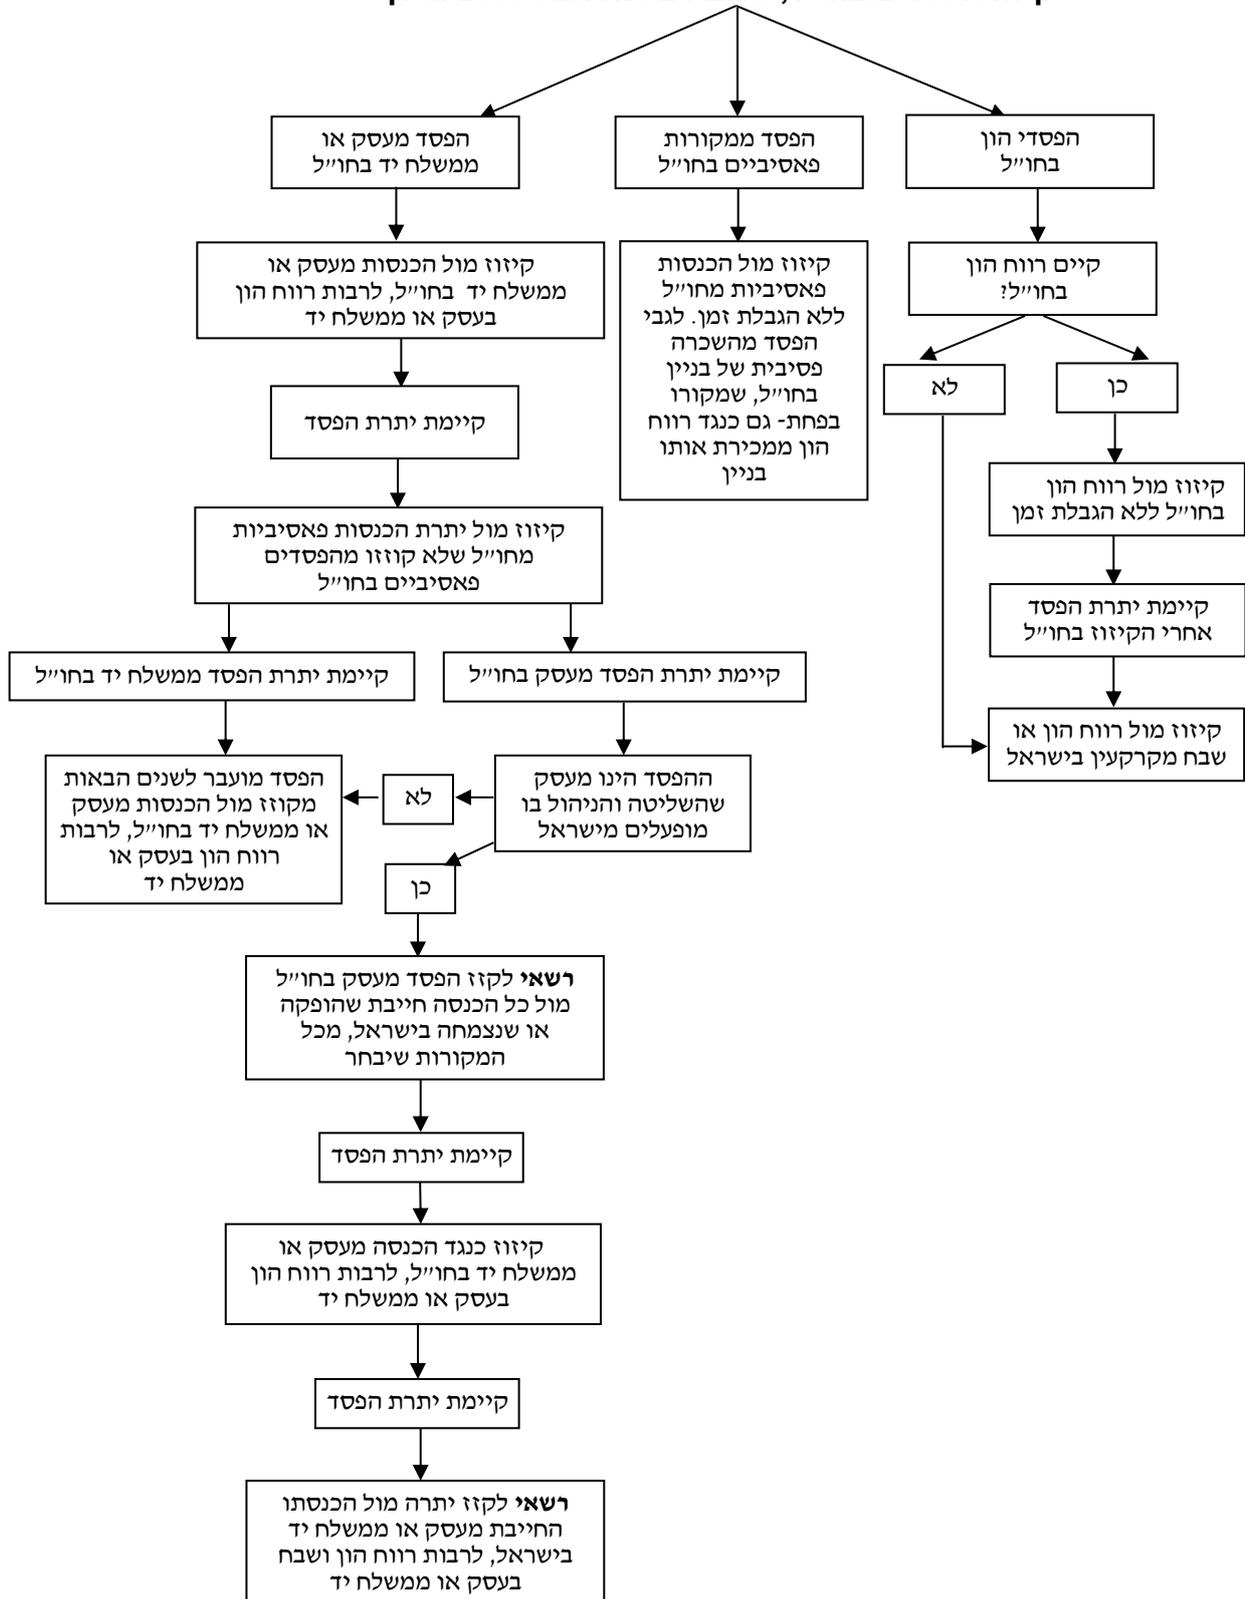 הפסדי הון
בחו״ל
הפסד ממקורות
פאסיביים בחו״ל
הפסד מעסק או
ממשלח יד בחו״ל
קיים רווח הון
בחו״ל?
כן
לא
קיזוז מול רווח הון
בחו״ל ללא הגבלת זמן
קיימת יתרת הפסד
אחרי הקיזוז בחו״ל
קיזוז מול רווח הון או
שבח מקרקעין בישראל
קיזוז מול הכנסות
פאסיביות מחו״ל
ללא הגבלת זמן. לגבי
הפסד מהשכרה
פסיבית של בניין
בחו״ל, שמקורו
בפחת- גם כנגד רווח
הון ממכירת אותו
בניין
קיזוז מול הכנסות מעסק או
ממשלח יד בחו״ל, לרבות רווח הון
בעסק או ממשלח יד
קיימת יתרת הפסד
קיזוז מול יתרת הכנסות פאסיביות
מחו״ל שלא קוזזו מהפסדים
פאסיביים בחו״ל
קיימת יתרת הפסד מעסק בחו״ל
קיימת יתרת הפסד ממשלח יד בחו״ל
ההפסד הינו מעסק
שהשליטה והניהול בו
מופעלים מישראל
לא
הפסד מועבר לשנים הבאות
מקוזז מול הכנסות מעסק
או ממשלח יד בחו״ל, לרבות
רווח הון בעסק או
ממשלח יד
כן
רשאי לקזז הפסד מעסק בחו״ל
מול כל הכנסה חייבת שהופקה
או שנצמחה בישראל, מכל
המקורות שיבחר
קיימת יתרת הפסד
קיזוז כנגד הכנסה מעסק או
ממשלח יד בחו״ל, לרבות רווח הון
בעסק או ממשלח יד
קיימת יתרת הפסד
רשאי לקזז יתרה מול הכנסתו
החייבת מעסק או ממשלח יד
בישראל, לרבות רווח הון ושבח
בעסק או ממשלח יד